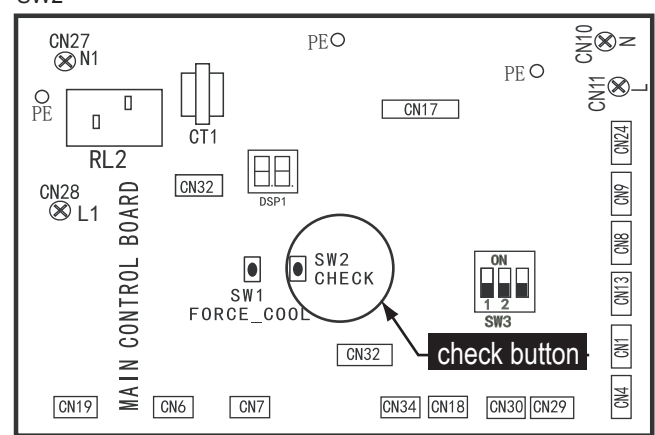 SW2
CN27
N1
PE
PE
CN10
N
CN11
L
PE
RL2
CT1
CN17
CN24
CN28
L1
MAIN CONTROL BOARD
CN32
DSP1
CN9
CN8
SW1
FORCE_COOL
SW2
CHECK
ON
1 2
SW3
CN13
CN32
check button
CN1
CN19
CN6
CN7
CN34
CN18
CN30
CN29
CN4